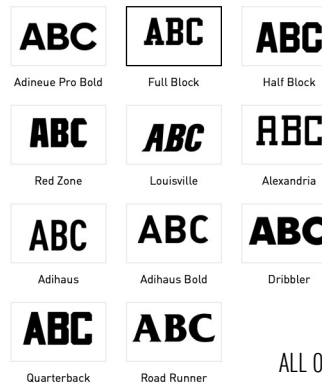 ABC ABC ABC
Adineue Pro Bold Full Block Half Block
ABC ABC ABC
Red Zone Louisville Alexandria
ABC ABC ABC
Adihaus Adihaus Bold Dribbler
ABC ABC
Quarterback Road Runner
ALL O